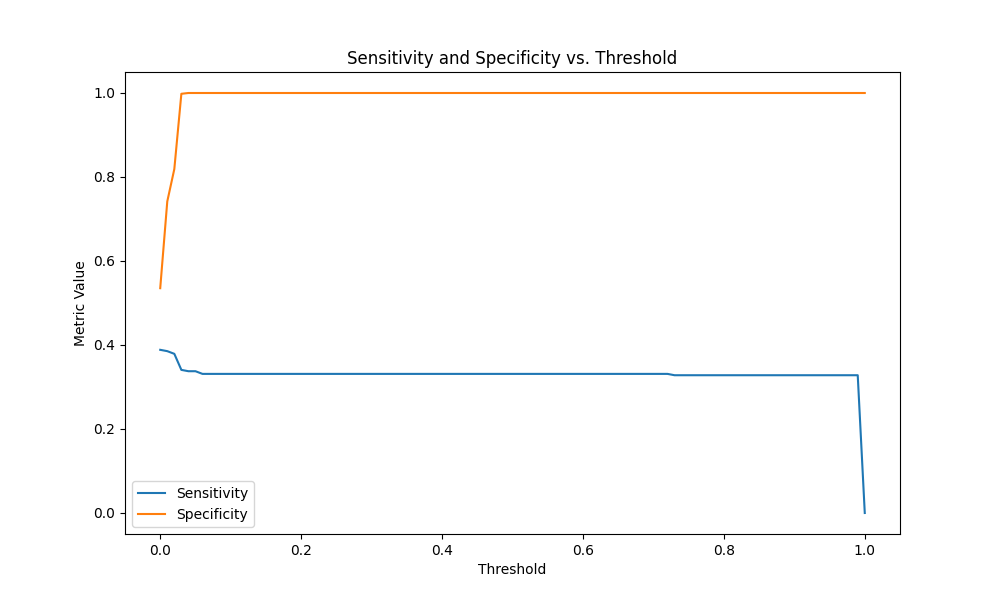 Sensitivity and Specificity vs. Threshold
Metric Value
1.0
0.8
0.6
0.4
0.2
0.0
Sensitivity
Specificity
0.0 0.2 0.4 0.6 0.8 1.0
Threshold